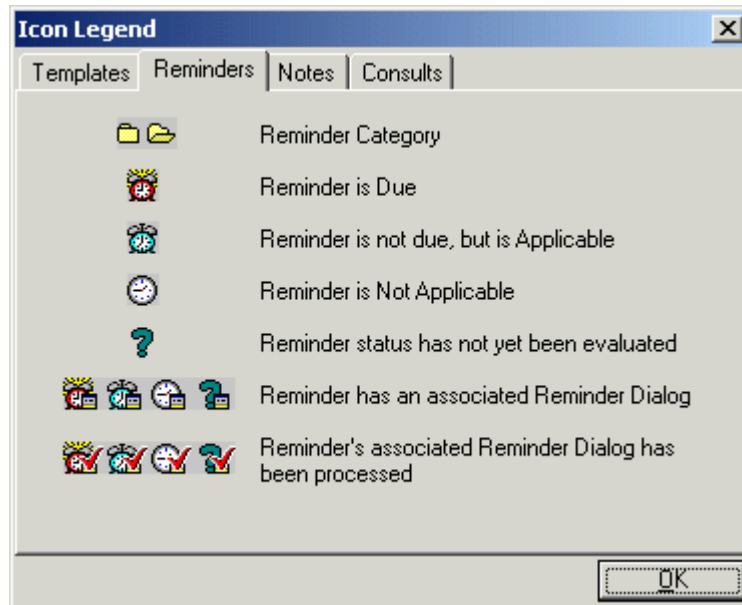 Icon Legend
Templates Reminders Notes Consults
Reminder Category
Reminder is Due
Reminder is not due, but is Applicable
Reminder is Not Applicable
Reminder status has not yet been evaluated
Reminder has an associated Reminder Dialog
Reminder's associated Reminder Dialog has
been processed
OK